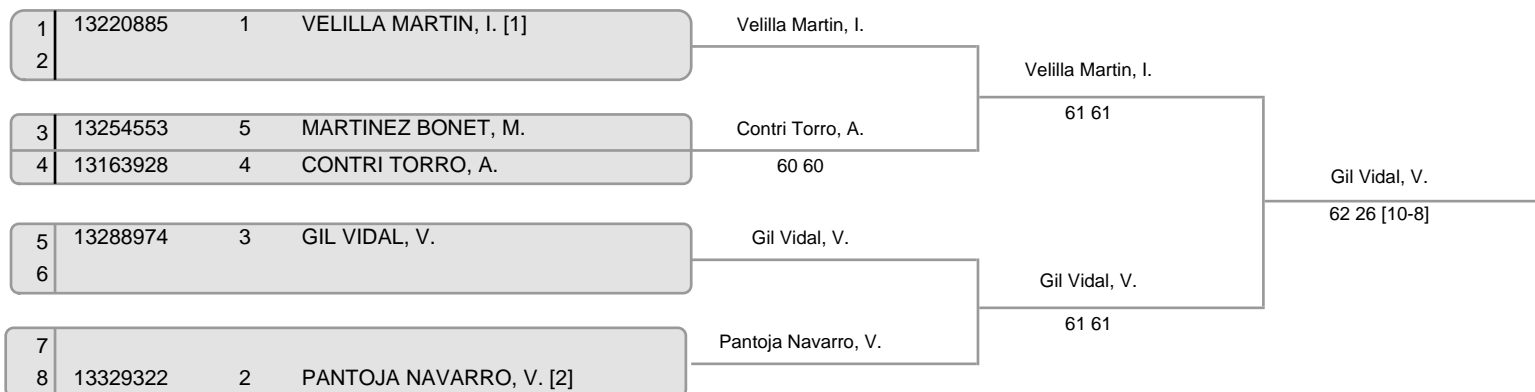 1 13220885 1 VELILLA MARTIN, I. [1]
2
3 13254553 5 MARTINEZ BONET, M.
4 13163928 4 CONTRI TORRO, A.
5 13288974 3 GIL VIDAL, V.
6
7
8 13329322 2 PANTOJA NAVARRO, V. [2]
Velilla Martin, I.
Contri Torro, A.
60 60
Gil Vidal, V.
Pantoja Navarro, V.
Velilla Martin, I.
61 61
Gil Vidal, V.
61 61
Gil Vidal, V.
62 26 [10-8]